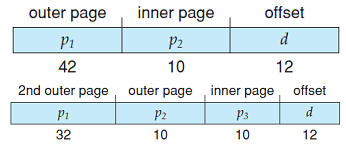 outer page inner page offset
p1 p2 d
42 10 12
2nd outer page outer page inner page offset
p1 p2 p3 d
32 10 10 12